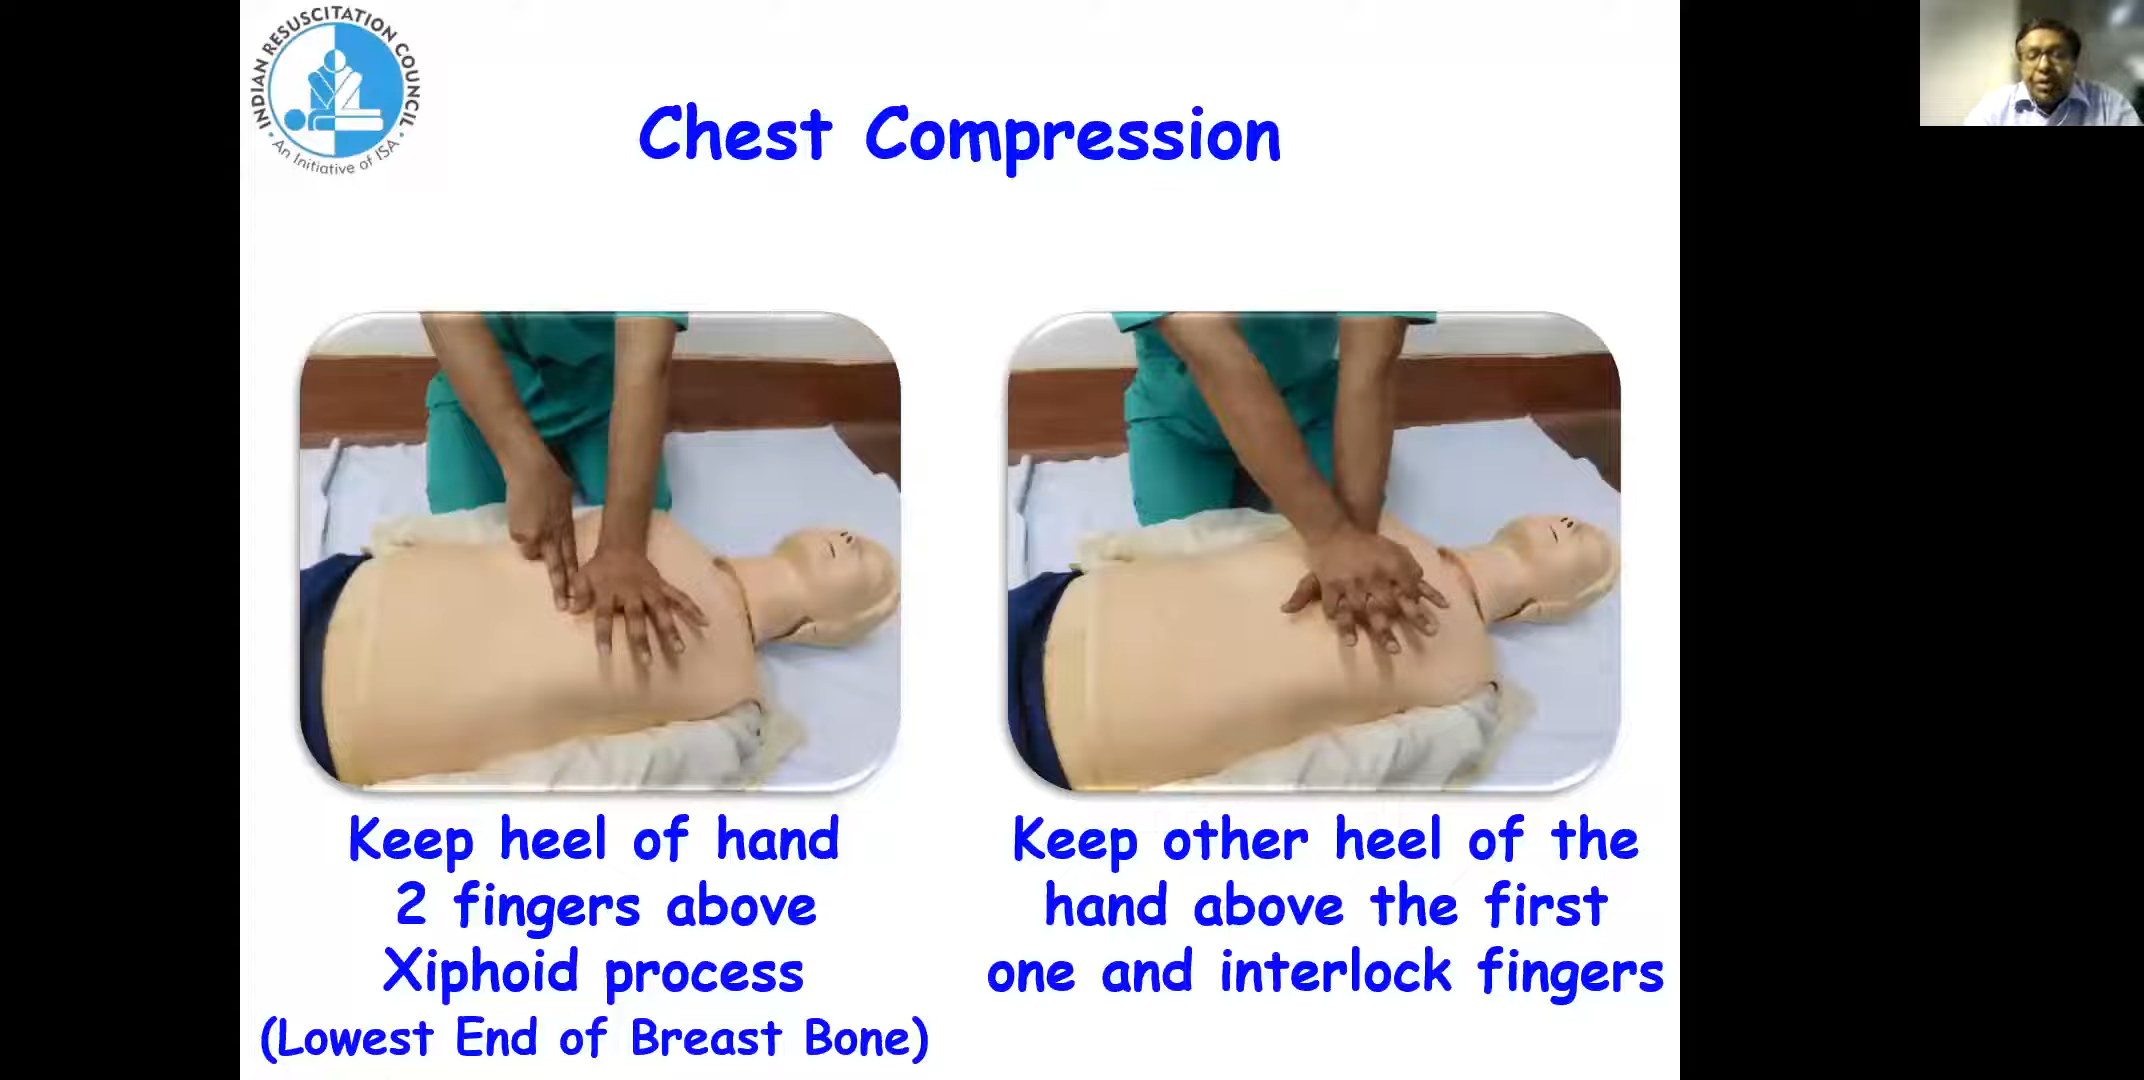 INDIAN RESUSCITATION COUNCIL
An Initiative of ISA
Chest Compression
Keep heel of hand
2 fingers above
Xiphoid process
(Lowest End of Breast Bone)
Keep other heel of the
hand above the first
one and interlock fingers